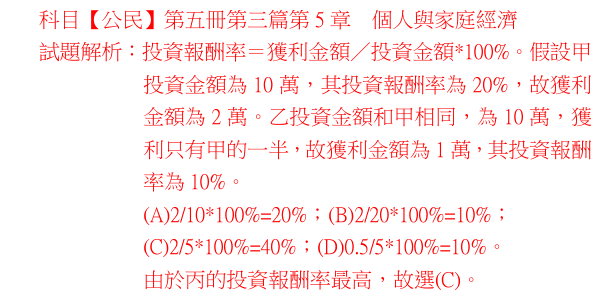 科目【公民】第五冊第三篇第 5 章　個人與家庭經濟
試題解析：投資報酬率＝獲利金額／投資金額*100%。假設甲
投資金額為 10 萬，其投資報酬率為 20%，故獲利
金額為 2 萬。乙投資金額和甲相同，為 10 萬，獲
利只有甲的一半，故獲利金額為 1 萬，其投資報酬
率為 10%。
(A)2/10*100%=20%；(B)2/20*100%=10%；
(C)2/5*100%=40%；(D)0.5/5*100%=10%。
由於丙的投資報酬率最高，故選(C)。